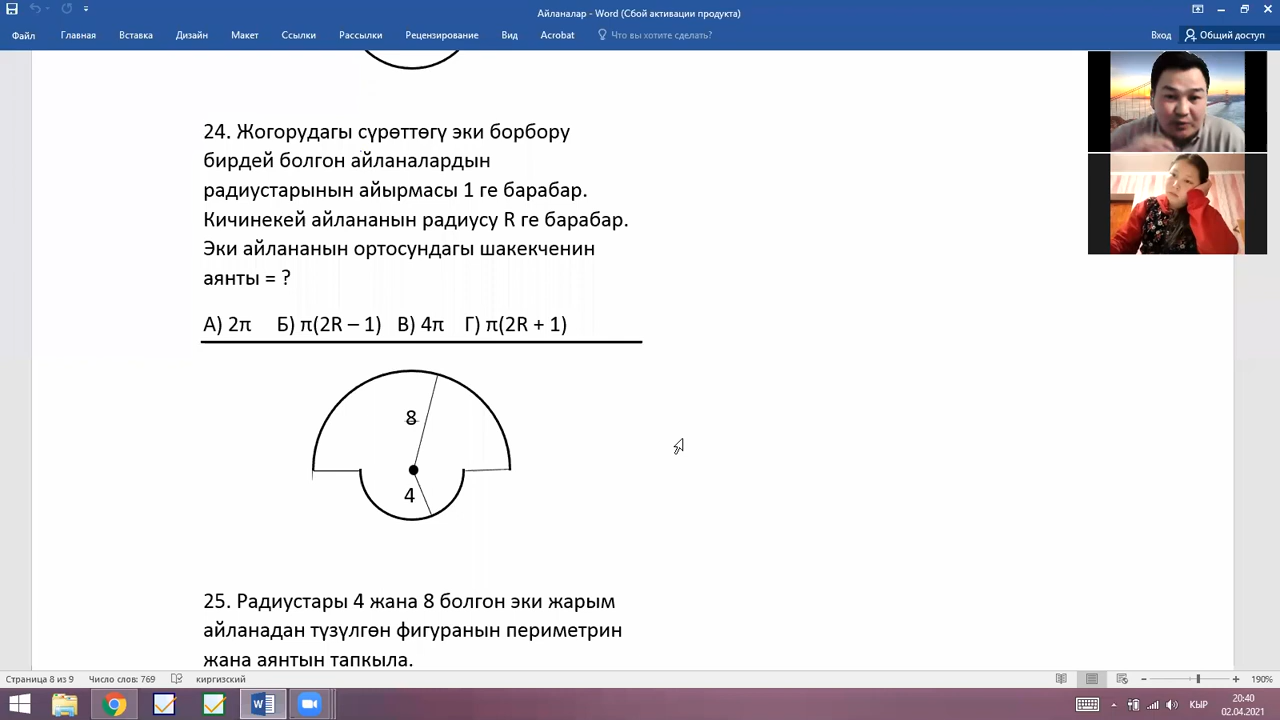 Айланалар - Word (Сбой активации продукта)
Файл Главная Вставка Дизайн Макет Ссылки Рассылки Рецензирование Вид Acrobat Что вы хотите сделать? Вход Общий доступ
24. Жогорудагы сүрөттөгү эки борбору
бирдей болгон айланалардын
радиустарынын айырмасы 1 ге барабар.
Кичинекей айлананын радиусу R ге барабар.
Эки айлананын ортосундагы шакекченин
аянты = ?
А) 2π Б) π(2R – 1) В) 4π Г) π(2R + 1)
8
4
25. Радиустары 4 жана 8 болгон эки жарым
айланадан түзүлгөн фигуранын периметрин
жана аянтын тапкыла.
Страница 8 из 9 Число слов: 769 киргизский 190%
КЫР 20:40
02.04.2021